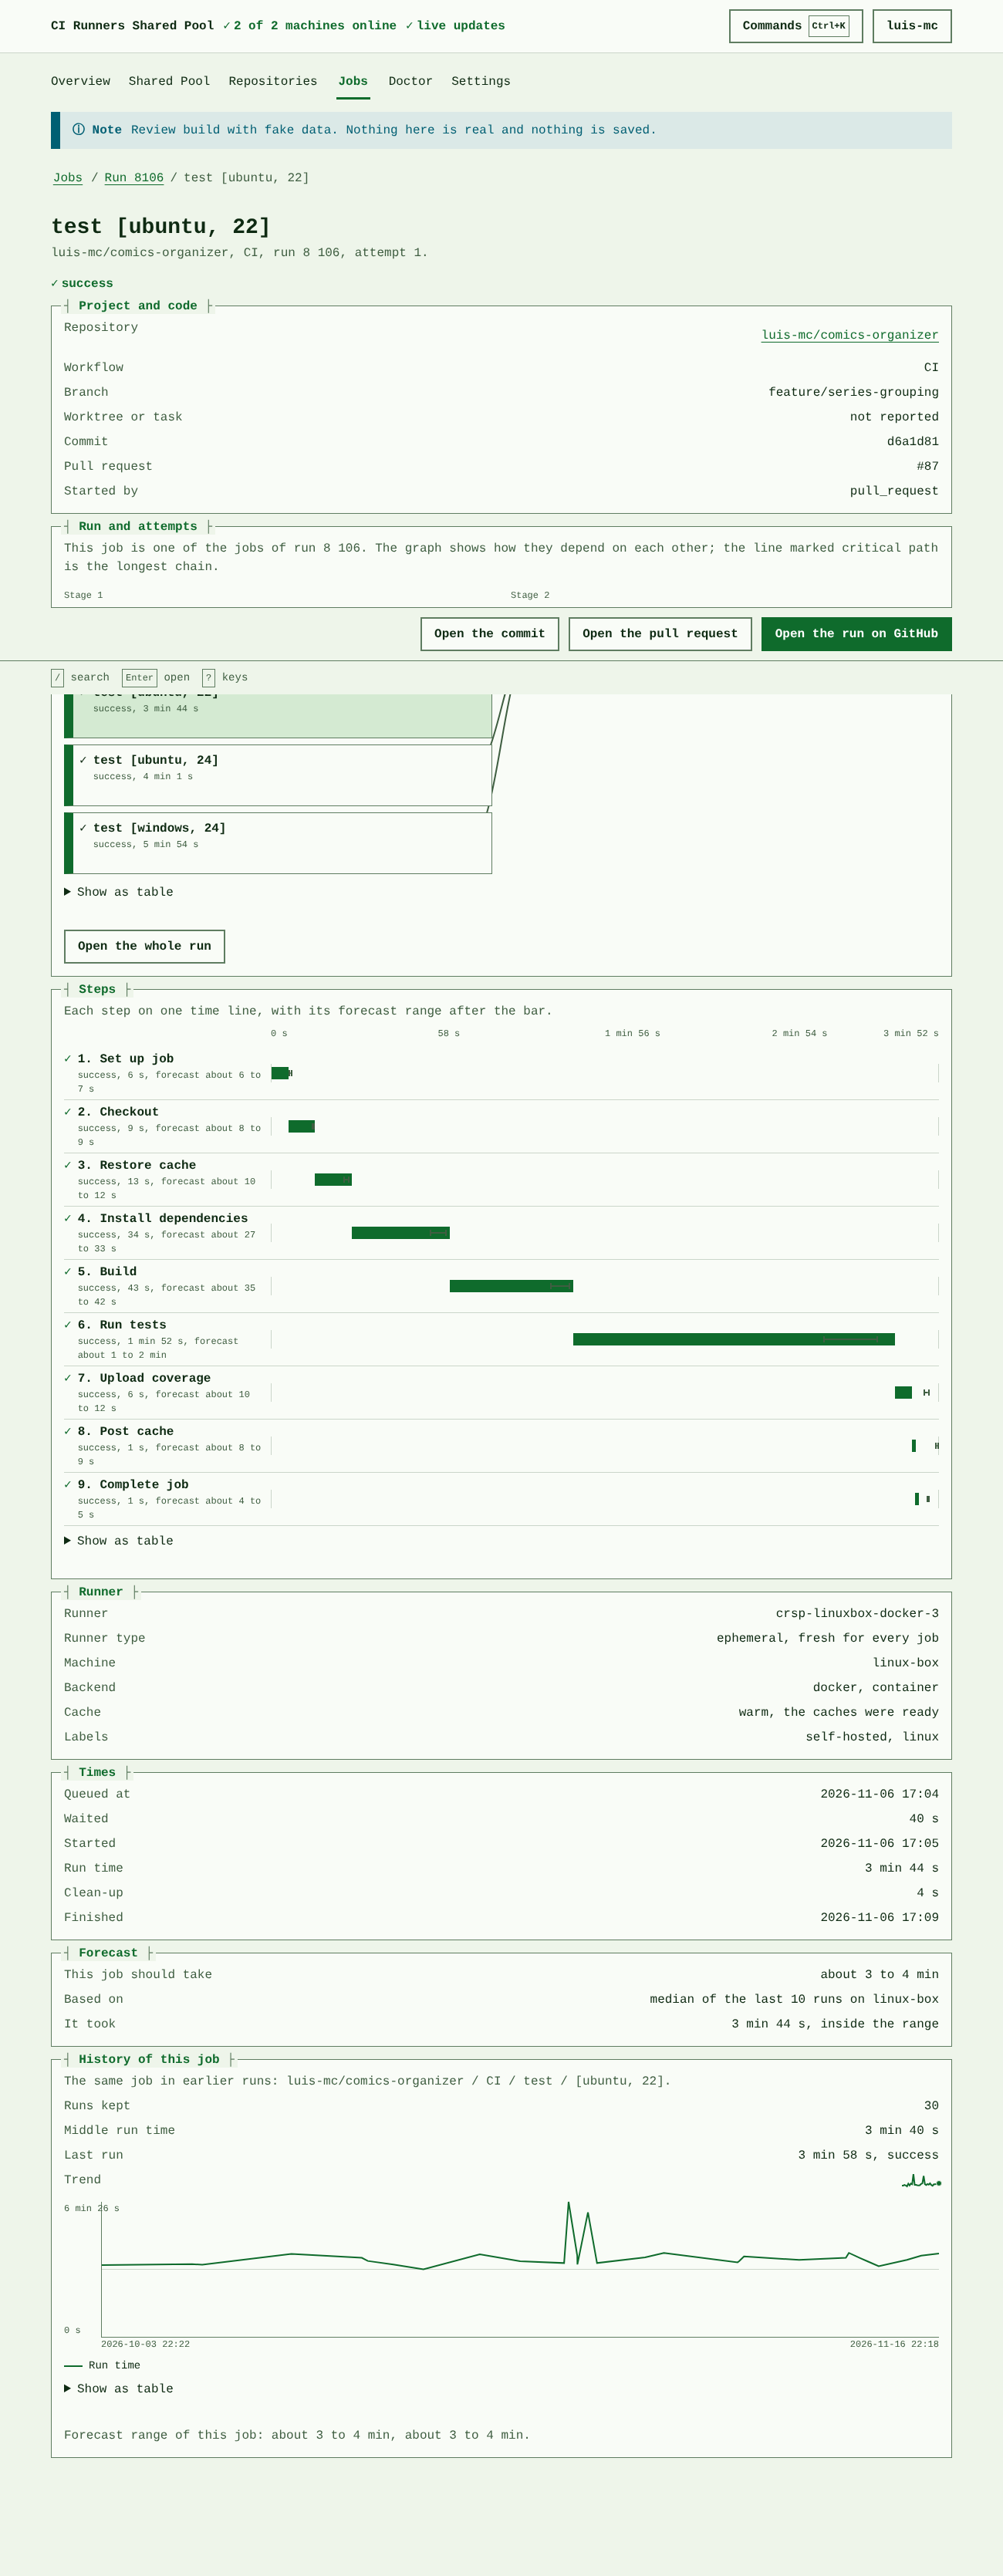 CI Runners Shared Pool ✓ 2 of 2 machines online ✓ live updates
Commands Ctrl+K
luis-mc
Overview Shared Pool Repositories Jobs Doctor Settings
ⓘ Note Review build with fake data. Nothing here is real and nothing is saved.
Jobs / Run 8106 / test [ubuntu, 22]
test [ubuntu, 22]
luis-mc/comics-organizer, CI, run 8 106, attempt 1.
✓ success
Project and code
Repository luis-mc/comics-organizer
Workflow CI
Branch feature/series-grouping
Worktree or task not reported
Commit d6a1d81
Pull request #87
Started by pull_request
Run and attempts
This job is one of the jobs of run 8 106. The graph shows how they depend on each other; the line marked critical path
is the longest chain.
Stage 1 Stage 2
Open the commit Open the pull request Open the run on GitHub
/ search Enter open ? keys
✓ test [ubuntu, 22]
success, 3 min 44 s
✓ test [ubuntu, 24]
success, 4 min 1 s
✓ test [windows, 24]
success, 5 min 54 s
▶ Show as table
Open the whole run
Steps
Each step on one time line, with its forecast range after the bar.
0 s 58 s 1 min 56 s 2 min 54 s 3 min 52 s
✓ 1. Set up job
success, 6 s, forecast about 6 to
7 s
✓ 2. Checkout
success, 9 s, forecast about 8 to
9 s
✓ 3. Restore cache
success, 13 s, forecast about 10
to 12 s
✓ 4. Install dependencies
success, 34 s, forecast about 27
to 33 s
✓ 5. Build
success, 43 s, forecast about 35
to 42 s
✓ 6. Run tests
success, 1 min 52 s, forecast
about 1 to 2 min
✓ 7. Upload coverage
success, 6 s, forecast about 10
to 12 s
✓ 8. Post cache
success, 1 s, forecast about 8 to
9 s
✓ 9. Complete job
success, 1 s, forecast about 4 to
5 s
▶ Show as table
Runner
Runner crsp-linuxbox-docker-3
Runner type ephemeral, fresh for every job
Machine linux-box
Backend docker, container
Cache warm, the caches were ready
Labels self-hosted, linux
Times
Queued at 2026-11-06 17:04
Waited 40 s
Started 2026-11-06 17:05
Run time 3 min 44 s
Clean-up 4 s
Finished 2026-11-06 17:09
Forecast
This job should take about 3 to 4 min
Based on median of the last 10 runs on linux-box
It took 3 min 44 s, inside the range
History of this job
The same job in earlier runs: luis-mc/comics-organizer / CI / test / [ubuntu, 22].
Runs kept 30
Middle run time 3 min 40 s
Last run 3 min 58 s, success
Trend
6 min 26 s
0 s
2026-10-03 22:22 2026-11-16 22:18
Run time
▶ Show as table
Forecast range of this job: about 3 to 4 min, about 3 to 4 min.